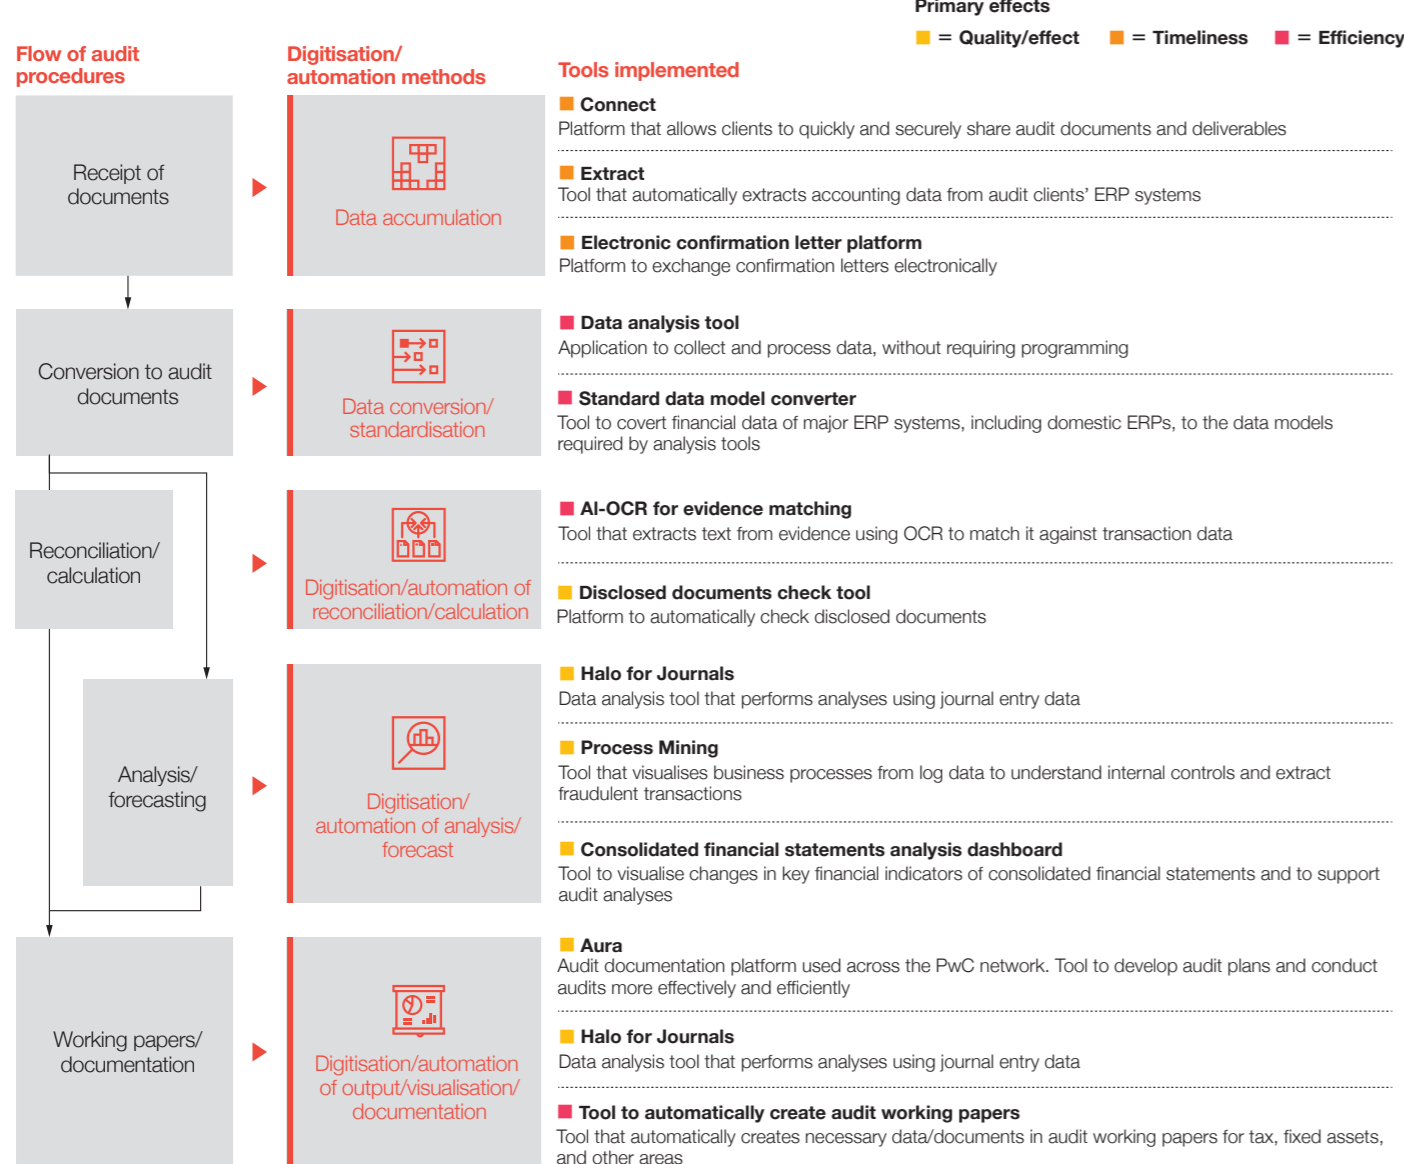 Primary effects
= Quality/effect = Timeliness = Efficiency
Flow of audit
procedures
Digitisation/
automation methods
Tools implemented
Receipt of
documents
Data accumulation
Connect
Platform that allows clients to quickly and securely share audit documents and deliverables
Extract
Tool that automatically extracts accounting data from audit clients’ ERP systems
Electronic confirmation letter platform
Platform to exchange confirmation letters electronically
Conversion to audit
documents
Data conversion/
standardisation
Data analysis tool
Application to collect and process data, without requiring programming
Standard data model converter
Tool to covert financial data of major ERP systems, including domestic ERPs, to the data models
required by analysis tools
Reconciliation/
calculation
Digitisation/automation of
reconciliation/calculation
AI-OCR for evidence matching
Tool that extracts text from evidence using OCR to match it against transaction data
Disclosed documents check tool
Platform to automatically check disclosed documents
Analysis/
forecasting
Digitisation/
automation of analysis/
forecast
Halo for Journals
Data analysis tool that performs analyses using journal entry data
Process Mining
Tool that visualises business processes from log data to understand internal controls and extract
fraudulent transactions
Consolidated financial statements analysis dashboard
Tool to visualise changes in key financial indicators of consolidated financial statements and to support
audit analyses
Working papers/
documentation
Digitisation/automation
of output/visualisation/
documentation
Aura
Audit documentation platform used across the PwC network. Tool to develop audit plans and conduct
audits more effectively and efficiently
Halo for Journals
Data analysis tool that performs analyses using journal entry data
Tool to automatically create audit working papers
Tool that automatically creates necessary data/documents in audit working papers for tax, fixed assets,
and other areas